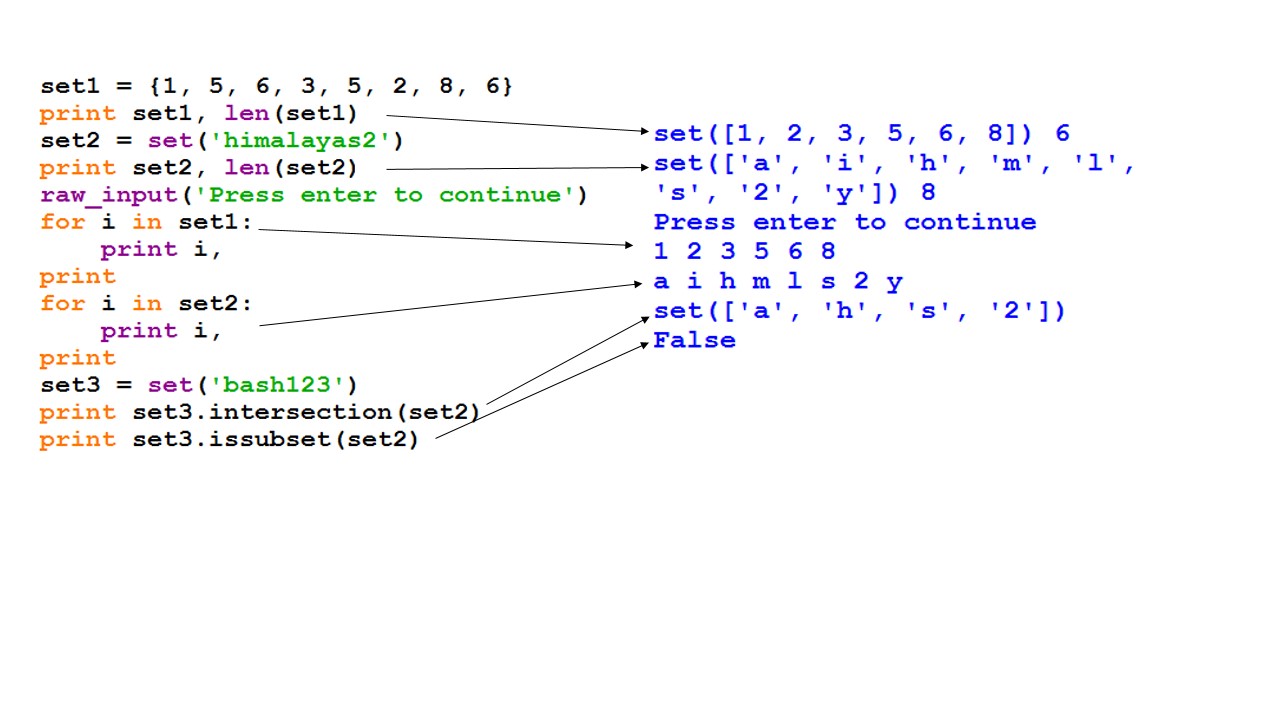 set1 = {1, 5, 6, 3, 5, 2, 8, 6}
print set1, len(set1)
set2 = set('himalayas2')
print set2, len(set2)
raw_input('Press enter to continue')
for i in set1:
    print i,
print
for i in set2:
    print i,
print
set3 = set('bash123')
print set3.intersection(set2)
print set3.issubset(set2)
set([1, 2, 3, 5, 6, 8]) 6
set(['a', 'i', 'h', 'm', 'l',
's', '2', 'y']) 8
Press enter to continue
1 2 3 5 6 8
a i h m l s 2 y
set(['a', 'h', 's', '2'])
False